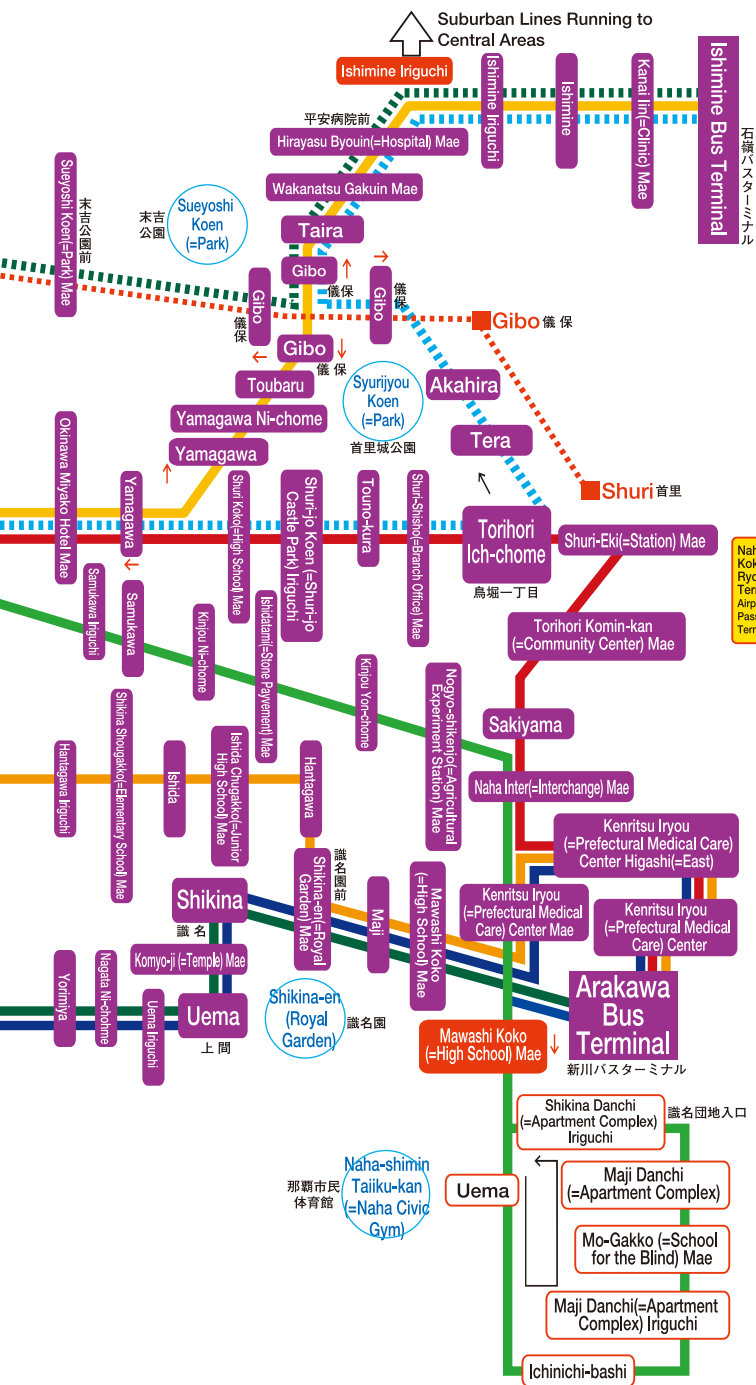 Suburban Lines Running to
Central Areas
Ishimine Iriguchi
Ishimine Iriguchi
Ishimine
Kanai Iin(=Clinic) Mae
Ishimine Bus Terminal
石嶺バスターミナル
平安病院前
Hirayasu Byouin(=Hospital) Mae
Wakanatsu Gakuin Mae
Sueyoshi Koen(=Park) Mae
末吉公園前
末吉
公園
Sueyoshi
Koen
(=Park)
Taira
Gibo
儀保
Gibo
儀保
Gibo
儀保
Gibo
儀保
Gibo
儀保
Toubaru
Syurijyou
Koen
(=Park)
首里城公園
Akahira
Yamagawa Ni-chome
Tera
Yamagawa
Shuri
首里
Okinawa Miyako Hotel Mae
Yamagawa
Shuri Koko(=High School) Mae
Shuri-jo Koen (=Shuri-jo
Castle Park) Iriguchi
Touno-kura
Shuri-Shisho(=Branch Office) Mae
Torihori
Ich-chome
鳥堀一丁目
Shuri-Eki(=Station) Mae
Nah
Kok
Ryo
Tern
Airp
Pass
Term
Samukawa Iriguchi
Samukawa
Kinjou Ni-chome
Ishidatami(=Stone Payvement) Mae
Kinjou Yon-chome
Torihori Komin-kan
(=Community Center) Mae
Nogyo-shikenjo(=Agricultural
Experiment Station) Mae
Sakiyama
Hantagawa Iriguchi
Shikina Shougakko(=Elementary School) Mae
Ishida
Ishida Chugakko(=Junior
High School) Mae
Hantagawa
Naha Inter(=Interchange) Mae
Kenritsu Iryou
(=Prefectural Medical Care)
Center Higashi(=East)
Shikina
識名
Shikina-en(=Royal
Garden) Mae
識名園前
Maji
Mawashi Koko
(=High School) Mae
Kenritsu Iryou
(=Prefectural Medical
Care) Center Mae
Kenritsu Iryou
(=Prefectural Medical
Care) Center
Komyo-ji (=Temple) Mae
Yorimiya
Nagata Ni-chohme
Uema Iriguchi
Uema
上間
Shikina-en
(Royal
Garden)
識名園
Arakawa
Bus
Terminal
新川バスターミナル
Mawashi Koko
(=High School) Mae
Shikina Danchi
(=Apartment Complex)
Iriguchi
識名団地入口
那覇市民
体育館
Naha-shimin
Taiiku-kan
(=Naha Civic
Gym)
Uema
Maji Danchi
(=Apartment Complex)
Mo-Gakko (=School
for the Blind) Mae
Maji Danchi(=Apartment
Complex) Iriguchi
Ichinichi-bashi